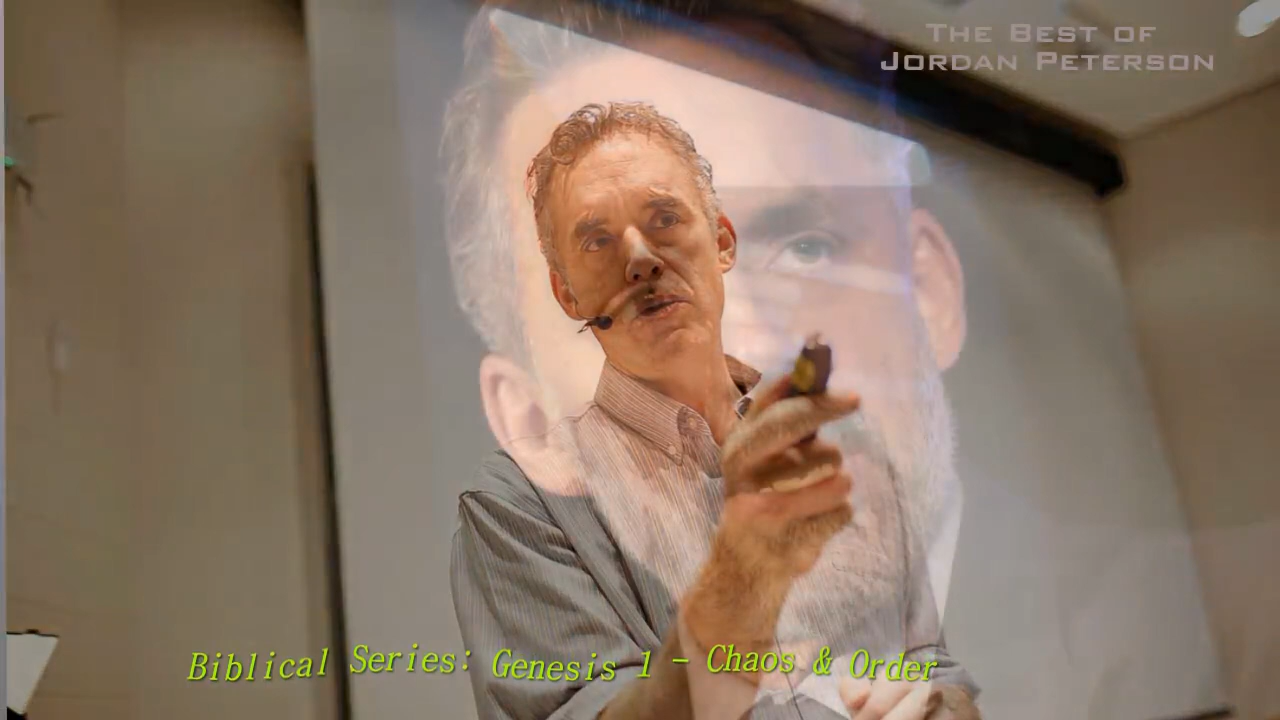 The Best of
Jordan Peterson
Biblical Series: Genesis 1 - Chaos & Order